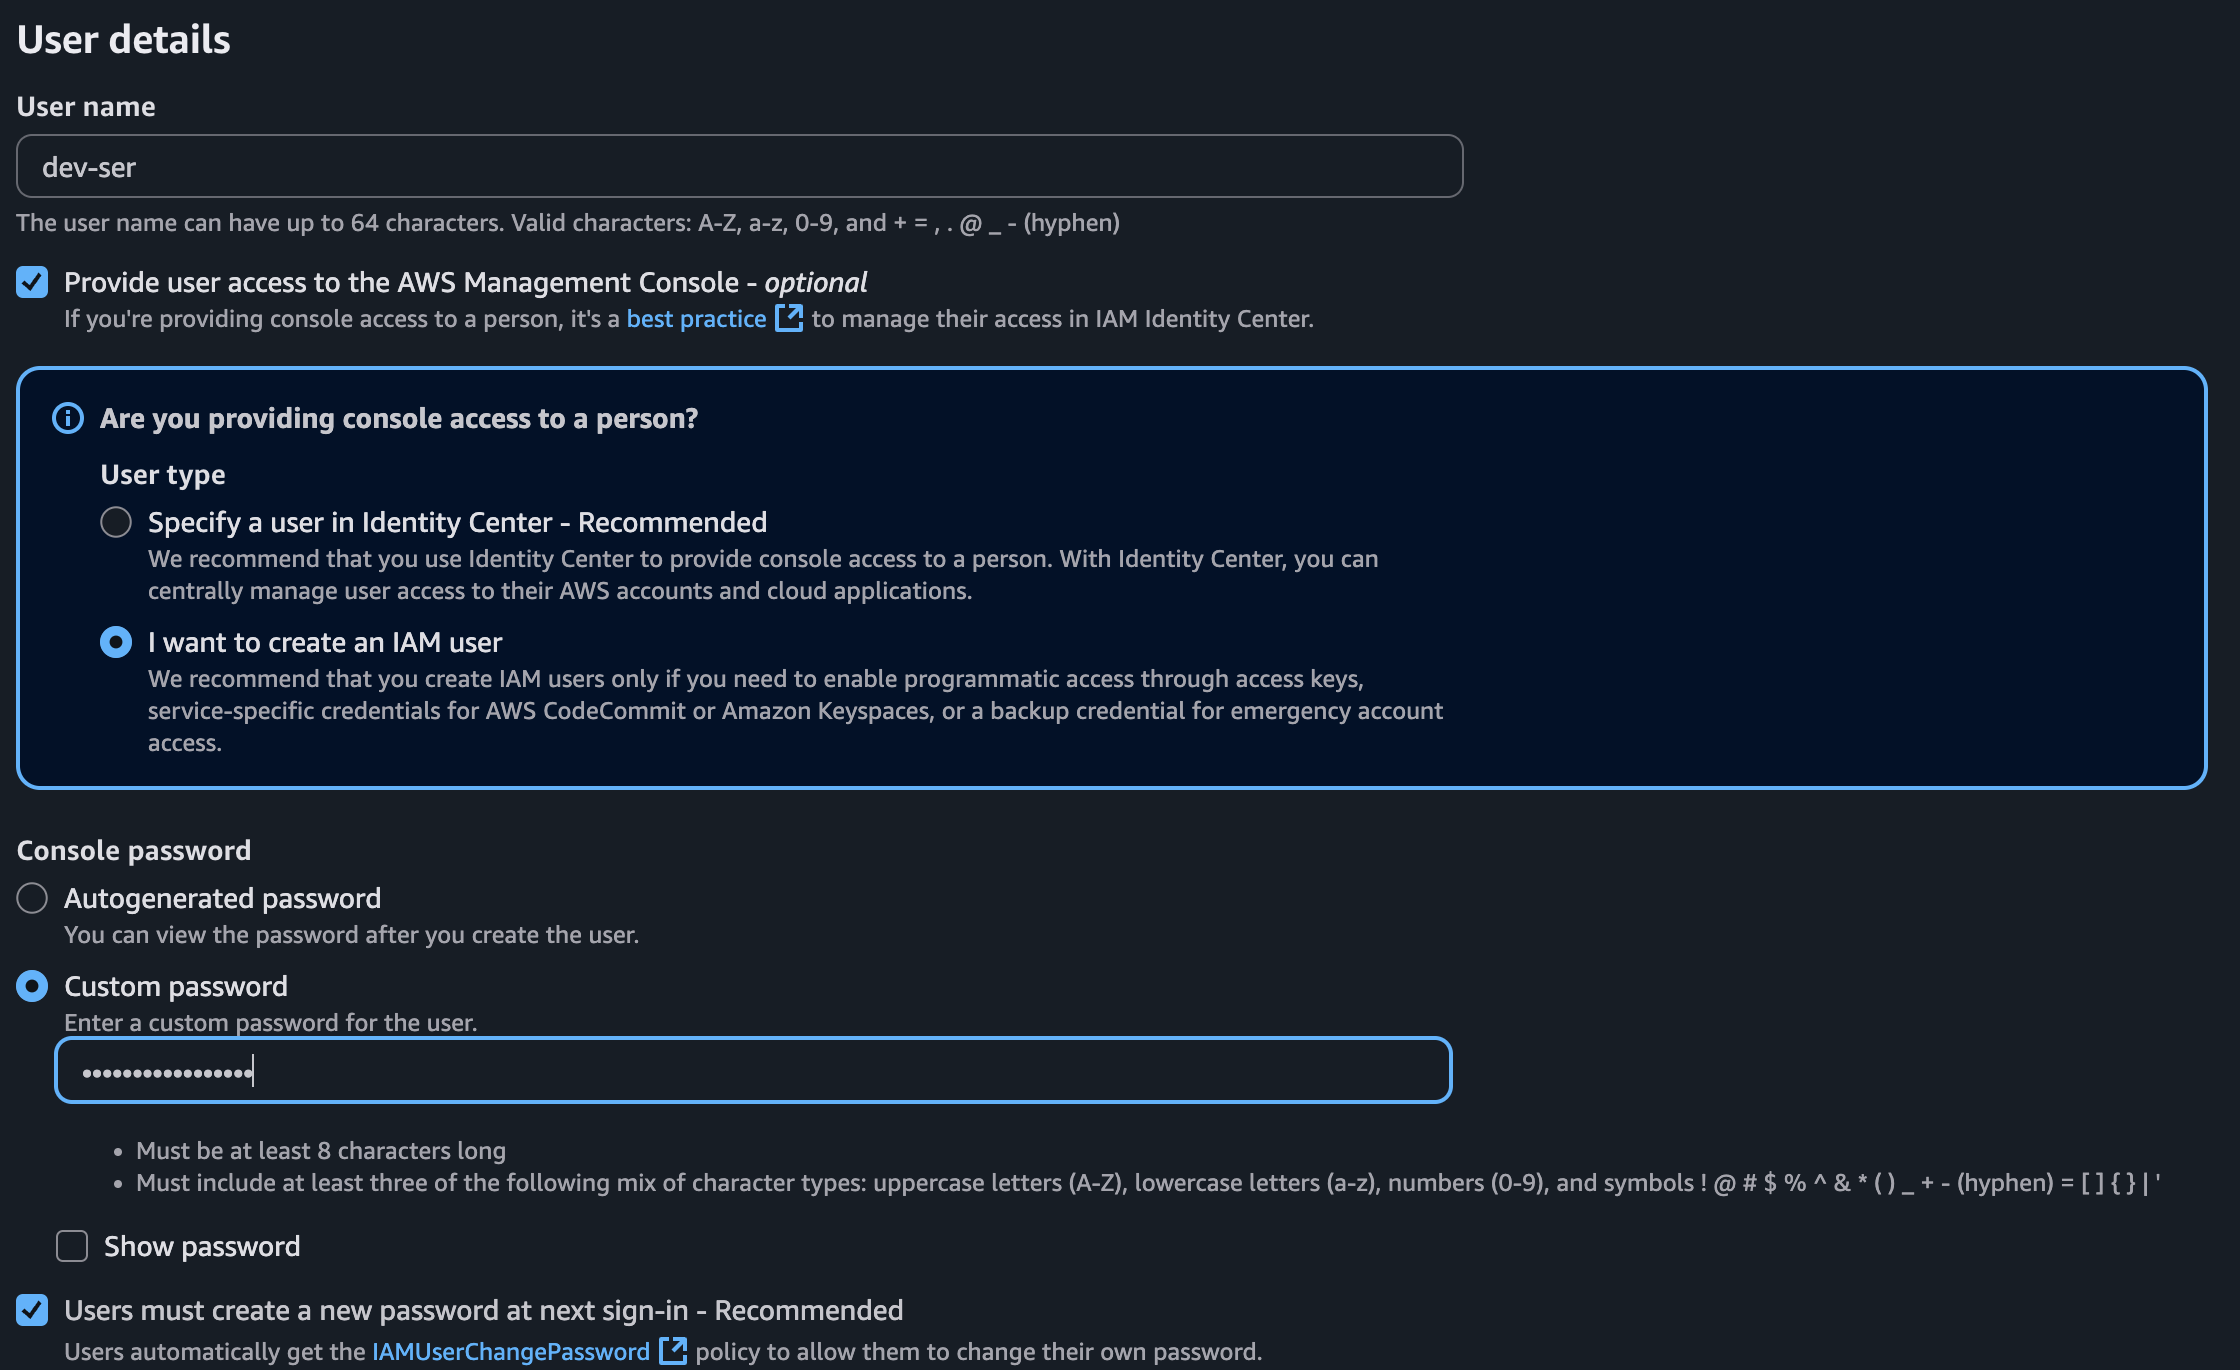 User details
User name
dev-ser
The user name can have up to 64 characters. Valid characters: A-Z, a-z, 0-9, and + = , . @ _ - (hyphen)
Provide user access to the AWS Management Console - optional
If you're providing console access to a person, it's a best practice to manage their access in IAM Identity Center.
Are you providing console access to a person?
User type
Specify a user in Identity Center - Recommended
We recommend that you use Identity Center to provide console access to a person. With Identity Center, you can
centrally manage user access to their AWS accounts and cloud applications.
I want to create an IAM user
We recommend that you create IAM users only if you need to enable programmatic access through access keys,
service-specific credentials for AWS CodeCommit or Amazon Keyspaces, or a backup credential for emergency account
access.
Console password
Autogenerated password
You can view the password after you create the user.
Custom password
Enter a custom password for the user.
•••••••••••••••••
• Must be at least 8 characters long
• Must include at least three of the following mix of character types: uppercase letters (A-Z), lowercase letters (a-z), numbers (0-9), and symbols ! @ # $ % ^ & * ( ) _ + - (hyphen) = [ ] { } | '
Show password
Users must create a new password at next sign-in - Recommended
Users automatically get the IAMUserChangePassword policy to allow them to change their own password.